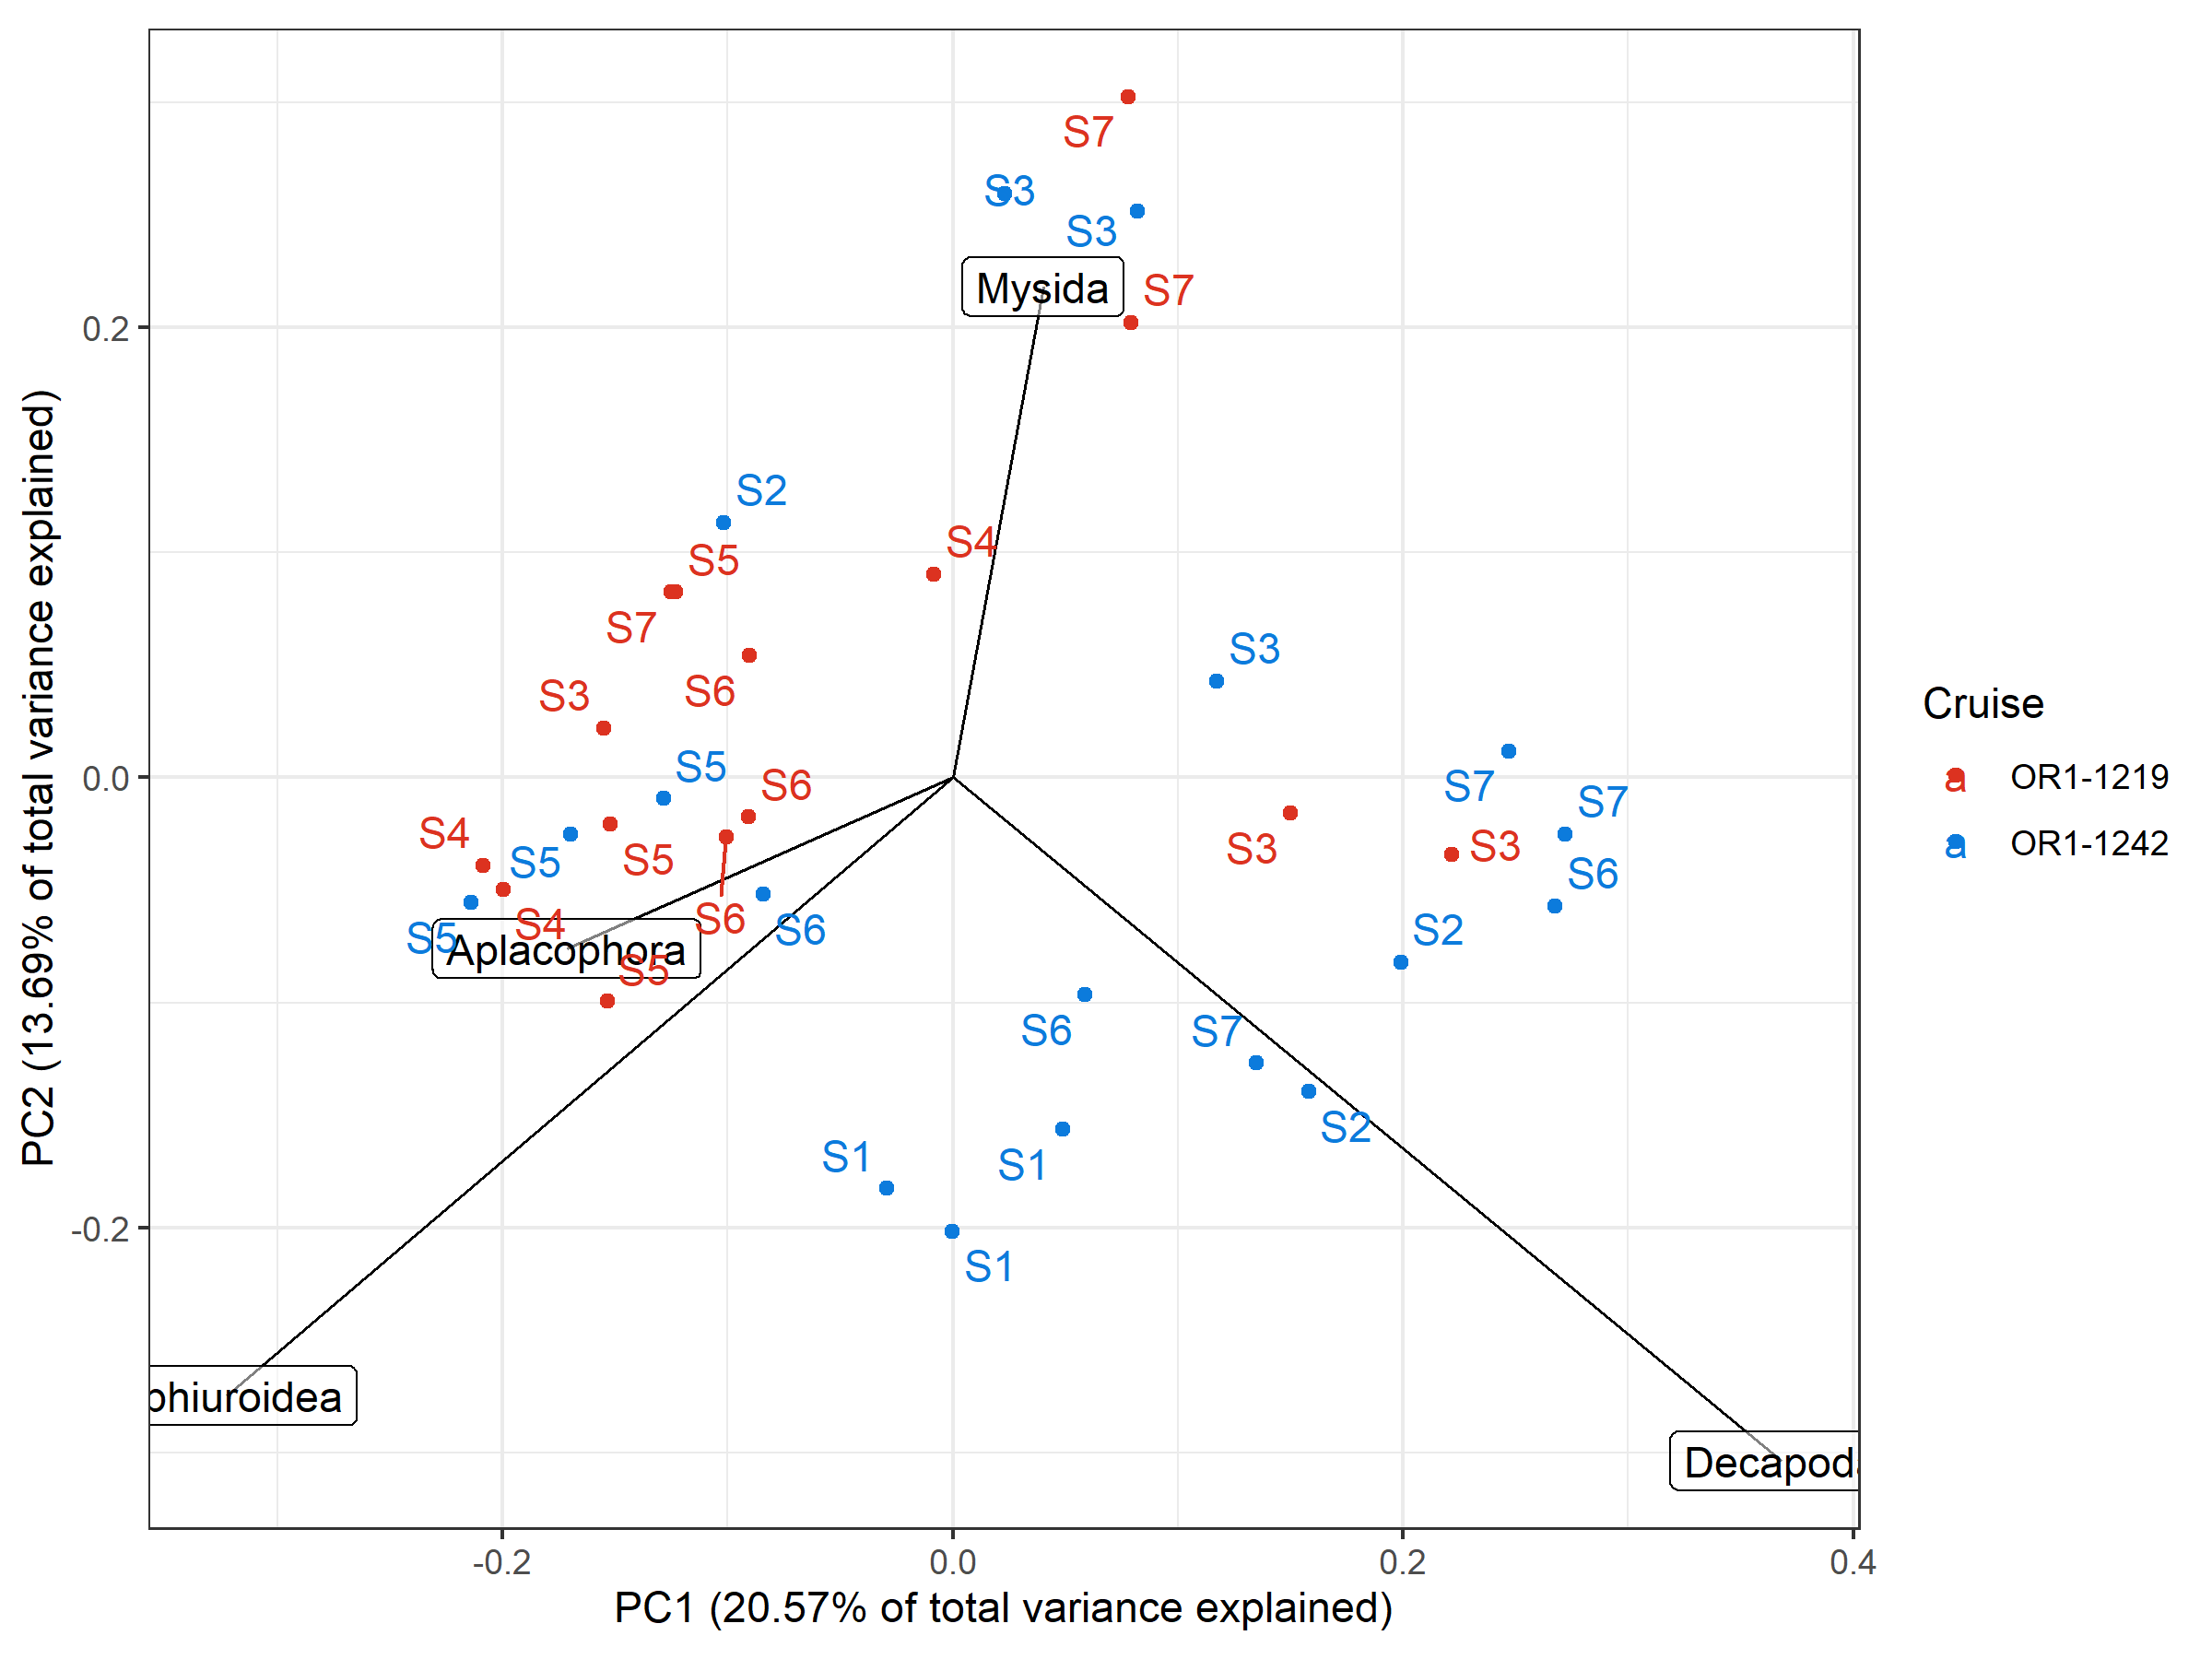 S7
S3
S3
Mysida
S7
0.2
S2
S4
S5
S7
S3
S6
S3
S5
S6
0.0
S7
S7
S4
S5
S5
S3
S3
S6
S4
S6
S6
S2
S5
Aplacophora
S5
S6
S7
S2
S1
S1
-0.2
S1
phiuroidea
Decapoda
-0.2
0.0
0.2
0.4
PC1 (20.57% of total variance explained)
PC2 (13.69% of total variance explained)
Cruise
a OR1-1219
a OR1-1242